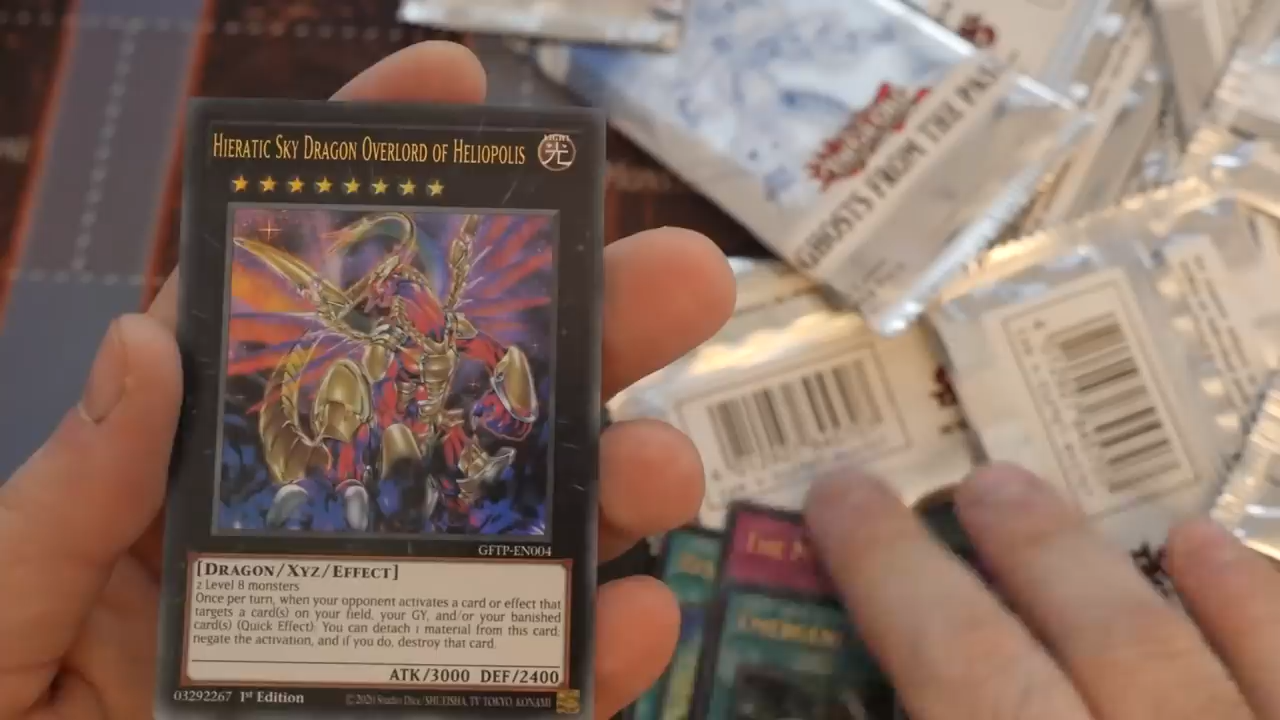 HIERATIC SKY DRAGON OVERLORD OF HELIOPOLIS
LIGHT
光
GFTP-EN004
[DRAGON/XYZ/EFFECT]
2 Level 8 monsters
Once per turn, when your opponent activates a card or effect that
targets a card(s) on your field, your GY, and/or your banished
card(s) (Quick Effect): You can detach 1 material from this card;
negate the activation, and if you do, destroy that card.
ATK/3000 DEF/2400
03292267 1st Edition
©2020 Studio Dice/SHUEISHA, TV TOKYO, KONAMI
GHOSTS FROM THE PA
THE